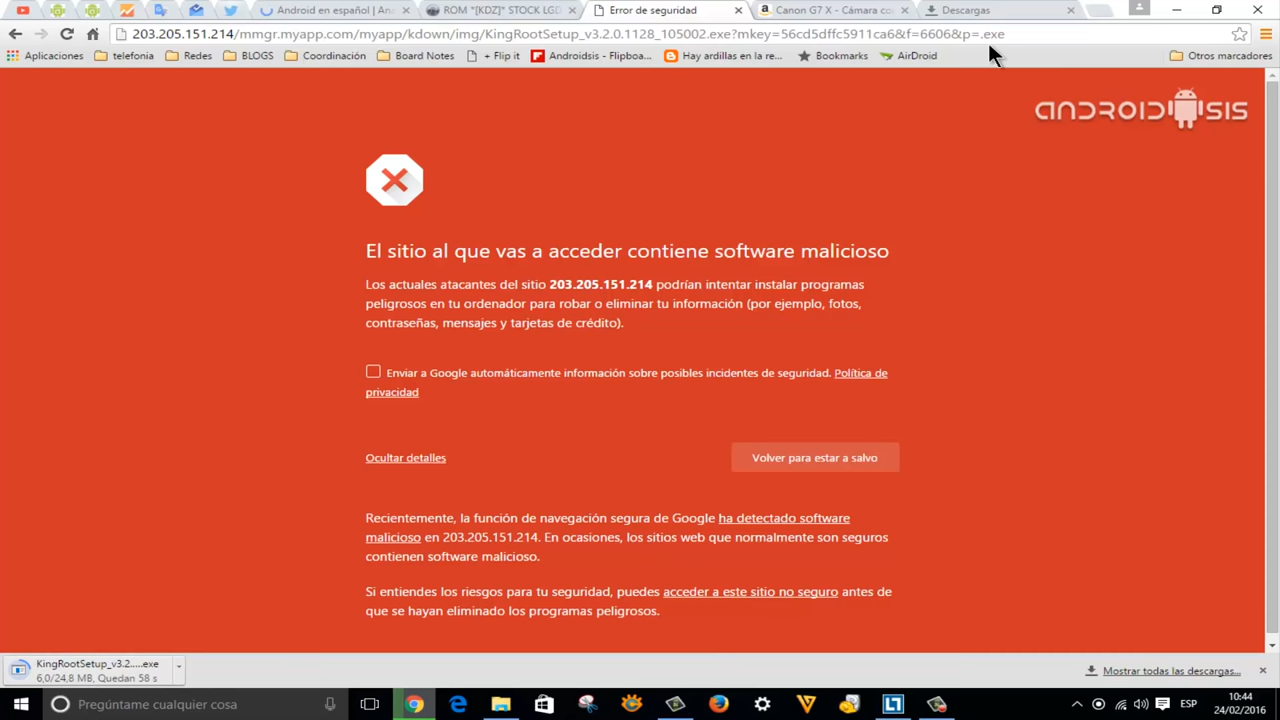 Android en español |
ROM "[KDZ]" STOCK LGD
Error de seguridad
Canon G7 X - Cámara co
Descargas
203.205.151.214/mmgr.myapp.com/myapp/kdown/img/KingRootSetup_v3.2.0.1128_105002.exe?mkey=56cd5dffc5911ca6&f=6606&p=.exe
Aplicaciones
telefonia
Redes
BLOGS
Coordinación
Board Notes
+ Flip it
Androidsis - Flipboa...
Hay ardillas en la re...
Bookmarks
AirDroid
Otros marcadores
ANDROIDSIS
El sitio al que vas a acceder contiene software malicioso
Los actuales atacantes del sitio 203.205.151.214 podrían intentar instalar programas
peligrosos en tu ordenador para robar o eliminar tu información (por ejemplo, fotos,
contraseñas, mensajes y tarjetas de crédito).
Enviar a Google automáticamente información sobre posibles incidentes de seguridad. Política de
privacidad
Ocultar detalles
Volver para estar a salvo
Recientemente, la función de navegación segura de Google ha detectado software
malicioso en 203.205.151.214. En ocasiones, los sitios web que normalmente son seguros
contienen software malicioso.
Si entiendes los riesgos para tu seguridad, puedes acceder a este sitio no seguro antes de
que se hayan eliminado los programas peligrosos.
KingRootSetup_v3.2.....exe
6,0/24,8 MB, Quedan 58 s
Mostrar todas las descargas...
Pregúntame cualquier cosa
ESP
10:44
24/02/2016